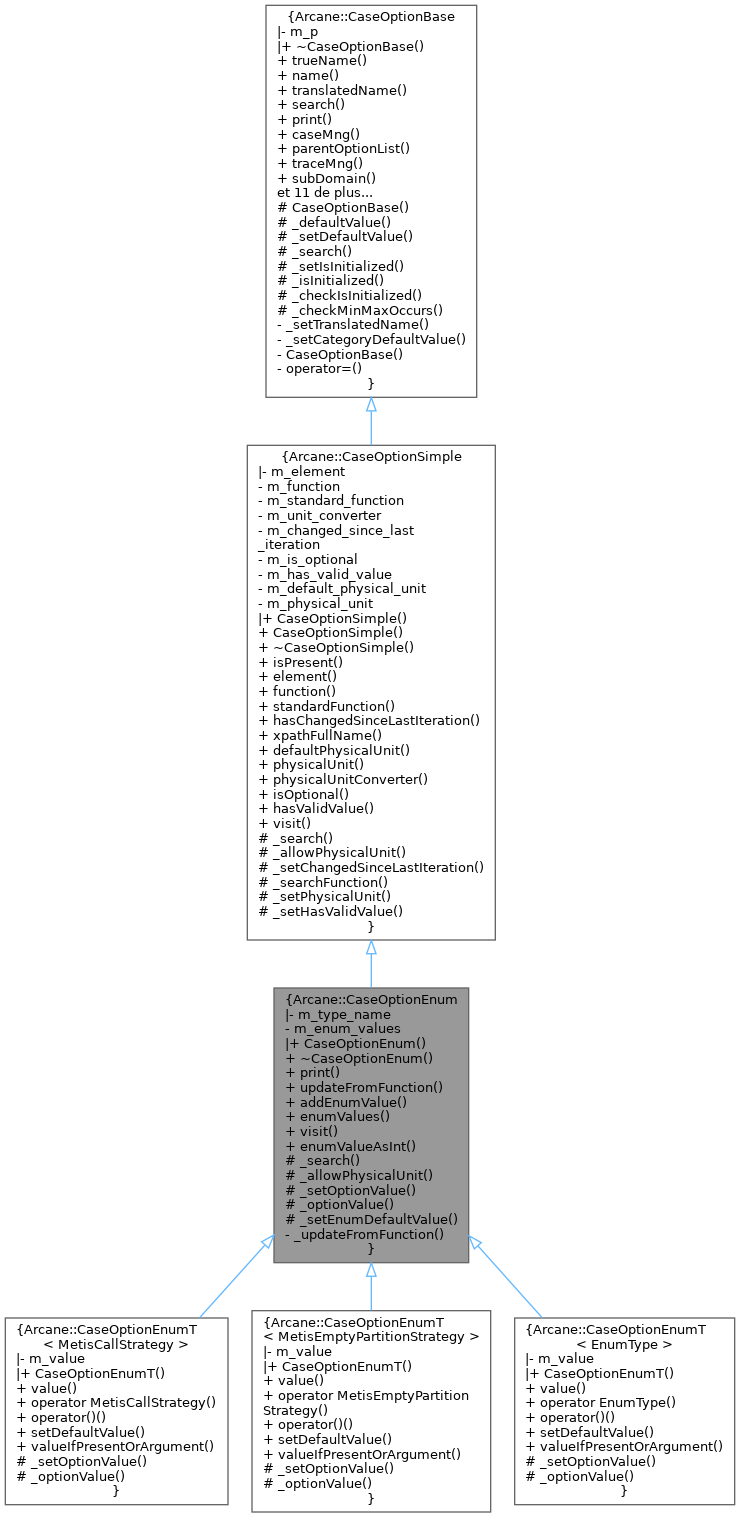 {Arcane::CaseOptionBase
|- m_p
|+ ~CaseOptionBase()
+ trueName()
+ name()
+ translatedName()
+ search()
+ print()
+ caseMng()
+ parentOptionList()
+ traceMng()
+ subDomain()
et 11 de plus...
# CaseOptionBase()
# _defaultValue()
# _setDefaultValue()
# _search()
# _setIsInitialized()
# _isInitialized()
# _checkIsInitialized()
# _checkMinMaxOccurs()
- _setTranslatedName()
- _setCategoryDefaultValue()
- CaseOptionBase()
- operator=()
}
{Arcane::CaseOptionSimple
|- m_element
- m_function
- m_standard_function
- m_unit_converter
- m_changed_since_last
_iteration
- m_is_optional
- m_has_valid_value
- m_default_physical_unit
- m_physical_unit
|+ CaseOptionSimple()
+ CaseOptionSimple()
+ ~CaseOptionSimple()
+ isPresent()
+ element()
+ function()
+ standardFunction()
+ hasChangedSinceLastIteration()
+ xpathFullName()
+ defaultPhysicalUnit()
+ physicalUnit()
+ physicalUnitConverter()
+ isOptional()
+ hasValidValue()
+ visit()
# _search()
# _allowPhysicalUnit()
# _setChangedSinceLastIteration()
# _searchFunction()
# _setPhysicalUnit()
# _setHasValidValue()
}
{Arcane::CaseOptionEnum
|- m_type_name
- m_enum_values
|+ CaseOptionEnum()
+ ~CaseOptionEnum()
+ print()
+ updateFromFunction()
+ addEnumValue()
+ enumValues()
+ visit()
+ enumValueAsInt()
# _search()
# _allowPhysicalUnit()
# _setOptionValue()
# _optionValue()
# _setEnumDefaultValue()
- _updateFromFunction()
}
{Arcane::CaseOptionEnumT
< MetisCallStrategy >
|- m_value
|+ CaseOptionEnumT()
+ value()
+ operator MetisCallStrategy()
+ operator()()
+ setDefaultValue()
+ valueIfPresentOrArgument()
# _setOptionValue()
# _optionValue()
}
{Arcane::CaseOptionEnumT
< MetisEmptyPartitionStrategy >
|- m_value
|+ CaseOptionEnumT()
+ value()
+ operator MetisEmptyPartition
Strategy()
+ operator()()
+ setDefaultValue()
+ valueIfPresentOrArgument()
# _setOptionValue()
# _optionValue()
}
{Arcane::CaseOptionEnumT
< EnumType >
|- m_value
|+ CaseOptionEnumT()
+ value()
+ operator EnumType()
+ operator()()
+ setDefaultValue()
+ valueIfPresentOrArgument()
# _setOptionValue()
# _optionValue()
}